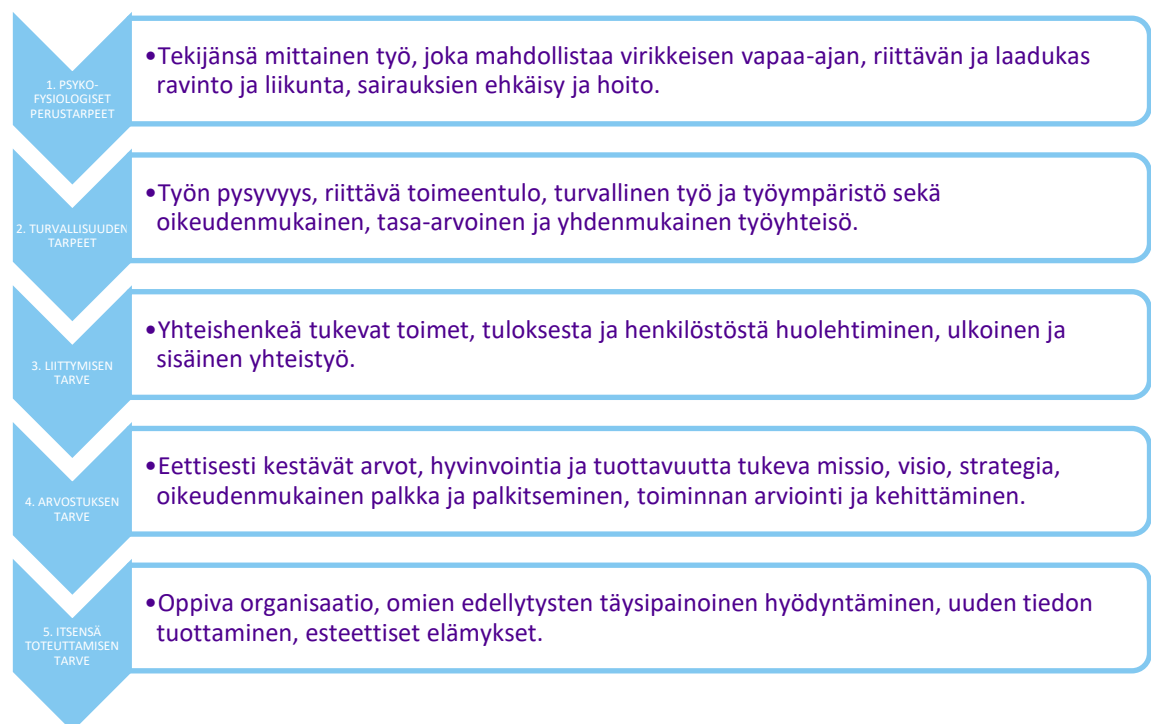 1. PSYKO-
FYSIOLOGISET
PERUSTARPEET
•Tekijänsä mittainen työ, joka mahdollistaa virikkeisen vapaa-ajan, riittävän ja laadukas
ravinto ja liikunta, sairauksien ehkäisy ja hoito.
2. TURVALLISUUDEN
TARPEET
•Työn pysyvyys, riittävä toimeentulo, turvallinen työ ja työympäristö sekä
oikeudenmukainen, tasa-arvoinen ja yhdenmukainen työyhteisö.
3. LIITTYMISEN
TARVE
•Yhteishenkeä tukevat toimet, tuloksesta ja henkilöstöstä huolehtiminen, ulkoinen ja
sisäinen yhteistyö.
4. ARVOSTUKSEN
TARVE
•Eettisesti kestävät arvot, hyvinvointia ja tuottavuutta tukeva missio, visio, strategia,
oikeudenmukainen palkka ja palkitseminen, toiminnan arviointi ja kehittäminen.
5. ITSENSÄ
TOTEUTTAMISEN
TARVE
•Oppiva organisaatio, omien edellytysten täysipainoinen hyödyntäminen, uuden tiedon
tuottaminen, esteettiset elämykset.